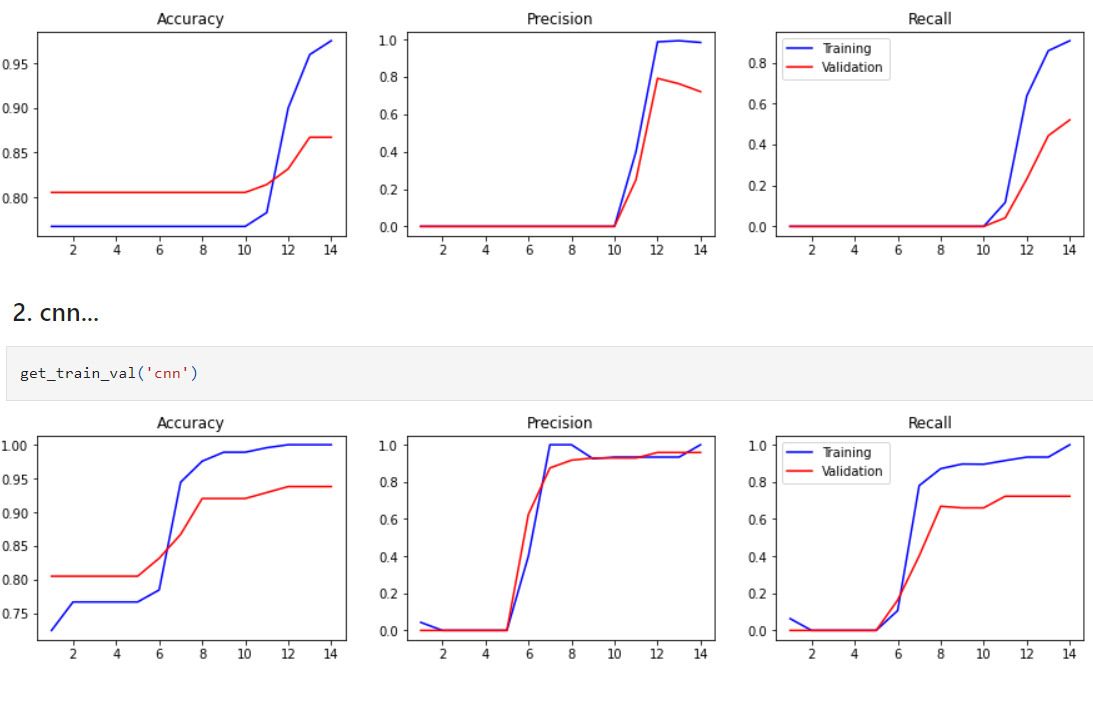 Accuracy Precision Recall
0.95 0.90 0.85 0.80
2 4 6 8 10 12 14
1.0 0.8 0.6 0.4 0.2 0.0
2 4 6 8 10 12 14
Training
Validation
0.8 0.6 0.4 0.2 0.0
2 4 6 8 10 12 14
2. cnn...
get_train_val('cnn')
Accuracy Precision Recall
1.00 0.95 0.90 0.85 0.80 0.75
2 4 6 8 10 12 14
1.0 0.8 0.6 0.4 0.2 0.0
2 4 6 8 10 12 14
Training
Validation
1.0 0.8 0.6 0.4 0.2 0.0
2 4 6 8 10 12 14